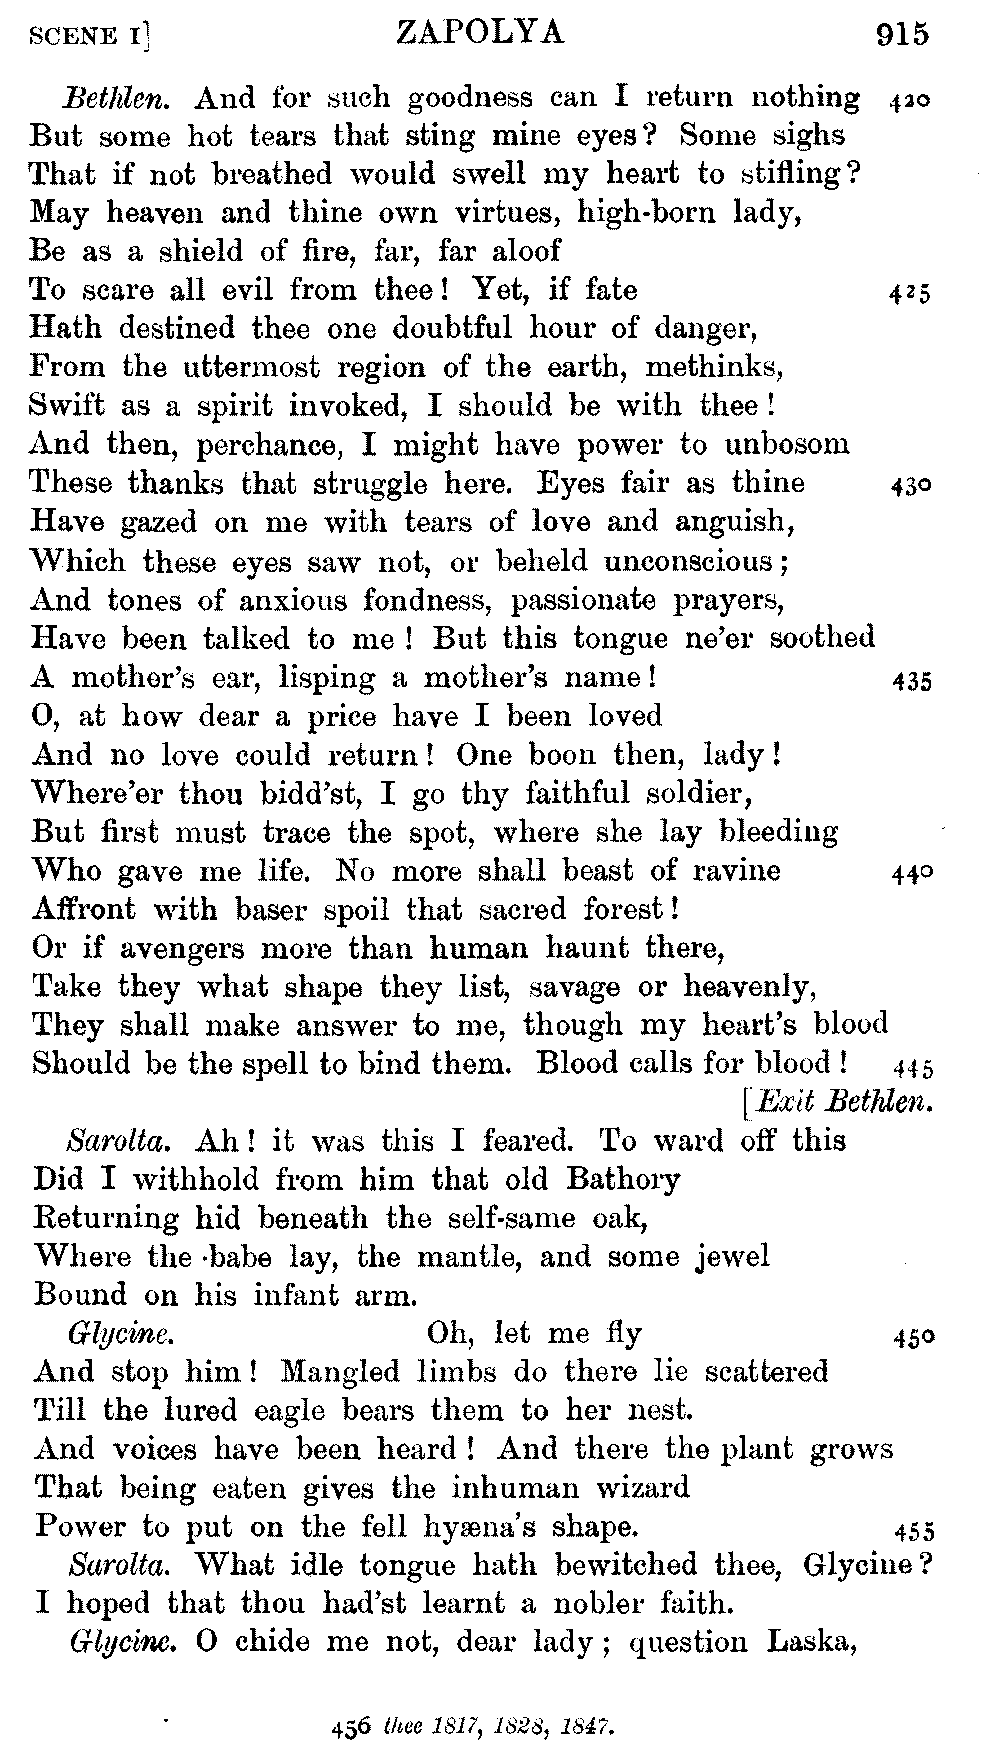 SCENE I] ZAPOLYA 915
Bethlen. And for such goodness can I return nothing 420
But some hot tears that sting mine eyes? Some sighs
That if not breathed would swell my heart to stifling?
May heaven and thine own virtues, high-born lady,
Be as a shield of fire, far, far aloof
To scare all evil from thee! Yet, if fate 425
Hath destined thee one doubtful hour of danger,
From the uttermost region of the earth, methinks,
Swift as a spirit invoked, I should be with thee!
And then, perchance, I might have power to unbosom
These thanks that struggle here. Eyes fair as thine 430
Have gazed on me with tears of love and anguish,
Which these eyes saw not, or beheld unconscious;
And tones of anxious fondness, passionate prayers,
Have been talked to me! But this tongue ne'er soothed
A mother's ear, lisping a mother's name! 435
O, at how dear a price have I been loved
And no love could return! One boon then, lady!
Where'er thou bidd'st, I go thy faithful soldier,
But first must trace the spot, where she lay bleeding
Who gave me life. No more shall beast of ravine 440
Affront with baser spoil that sacred forest!
Or if avengers more than human haunt there,
Take they what shape they list, savage or heavenly,
They shall make answer to me, though my heart's blood
Should be the spell to bind them. Blood calls for blood! 445
[Exit Bethlen.
Sarolta. Ah! it was this I feared. To ward off this
Did I withhold from him that old Bathory
Returning hid beneath the self-same oak,
Where the babe lay, the mantle, and some jewel
Bound on his infant arm.
Glycine. Oh, let me fly 450
And stop him! Mangled limbs do there lie scattered
Till the lured eagle bears them to her nest.
And voices have been heard! And there the plant grows
That being eaten gives the inhuman wizard
Power to put on the fell hyæna's shape. 455
Sarolta. What idle tongue hath bewitched thee, Glycine?
I hoped that thou had'st learnt a nobler faith.
Glycine. O chide me not, dear lady; question Laska,
456 thee 1817, 1828, 1847.